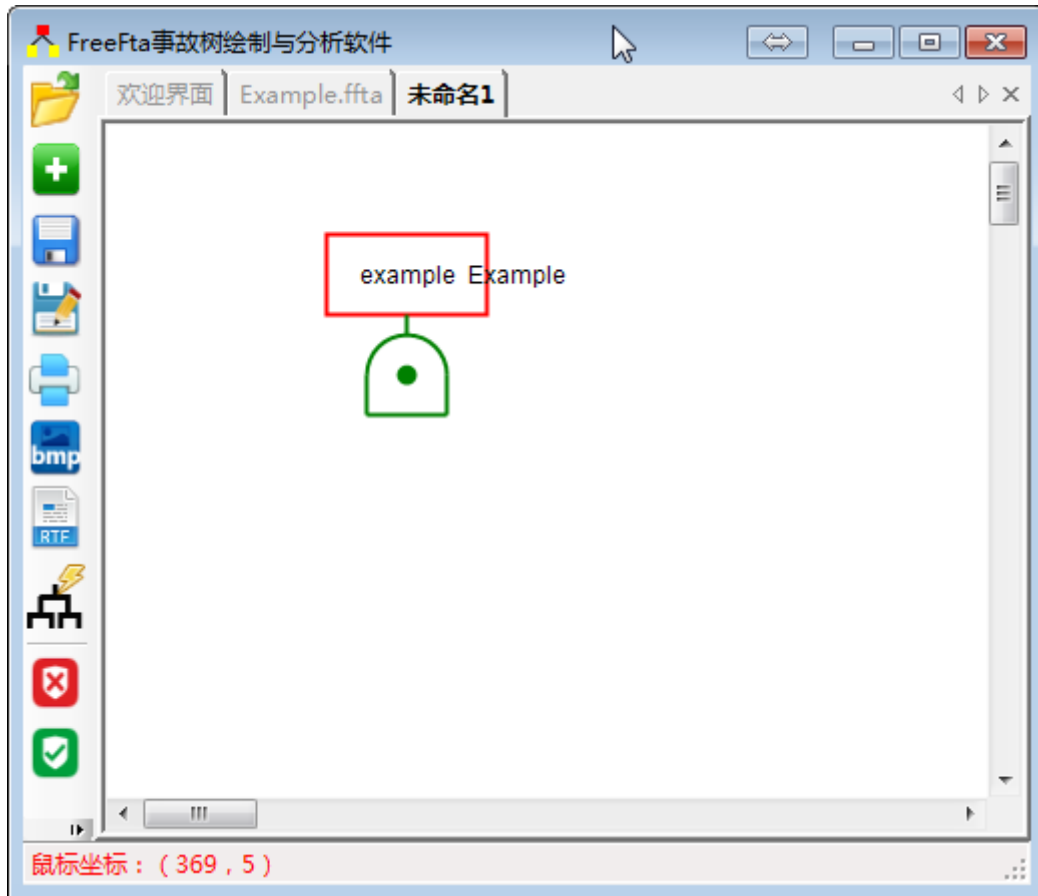 FreeFta事故树绘制与分析软件
欢迎界面 Example.ffta 未命名1
example Example
bmp
RTF
鼠标坐标：(369，5)